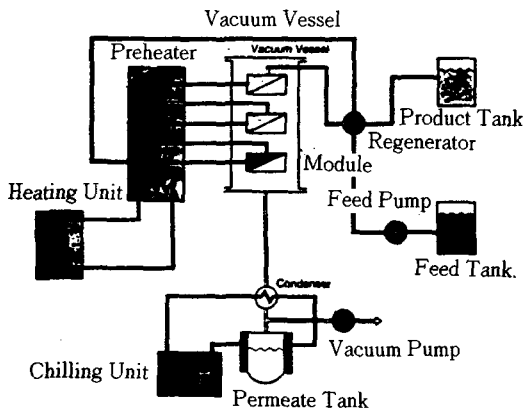 Vacuum Vessel
Preheater
Vacuum Vessel
Product Tank
Regenerator
Module
Heating Unit
Feed Pump
Feed Tank.
Condenser
Vacuum Pump
Chilling Unit
Permeate Tank